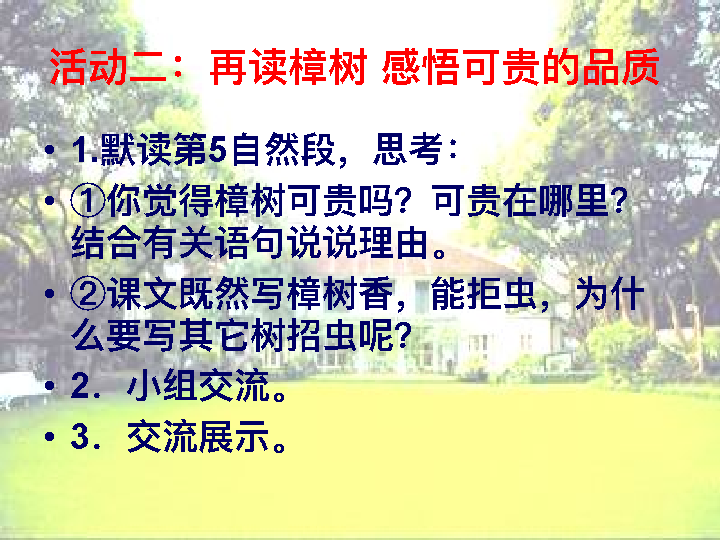 活动二：再读樟树 感悟可贵的品质
• 1.默读第5自然段，思考：
• ①你觉得樟树可贵吗？可贵在哪里？
结合有关语句说说理由。
• ②课文既然写樟树香，能拒虫，为什
么要写其它树招虫呢？
• 2．小组交流。
• 3．交流展示。